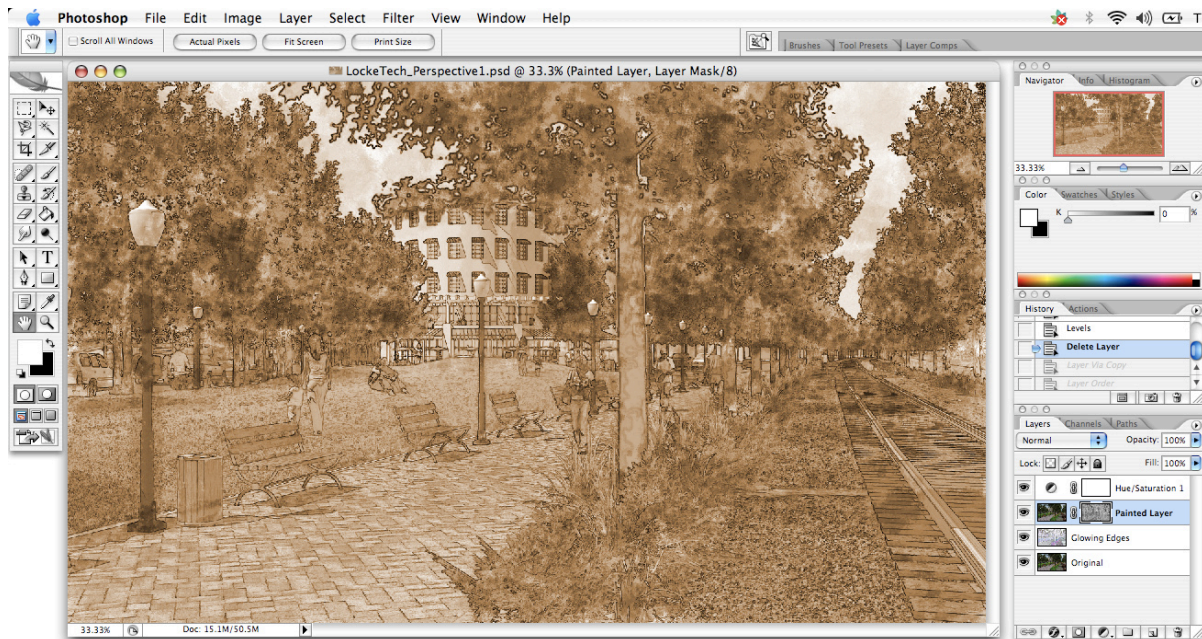 Photoshop File Edit Image Layer Select Filter View Window Help T
Scroll All Windows Actual Pixels Fit Screen Print Size Brushes Tool Presets Layer Comps
LockeTech_Perspective1.psd @ 33.3% (Painted Layer, Layer Mask/8)
Navigator Info Histogram
33.33%
Color Swatches Styles
K 0 %
History Actions
Levels
Delete Layer
Layer Via Copy
Layer Order
Layers Channels Paths
Normal Opacity: 100%
Lock: Fill: 100%
Hue/Saturation 1
Painted Layer
Glowing Edges
Original
33.33% Doc: 15.1M/50.5M